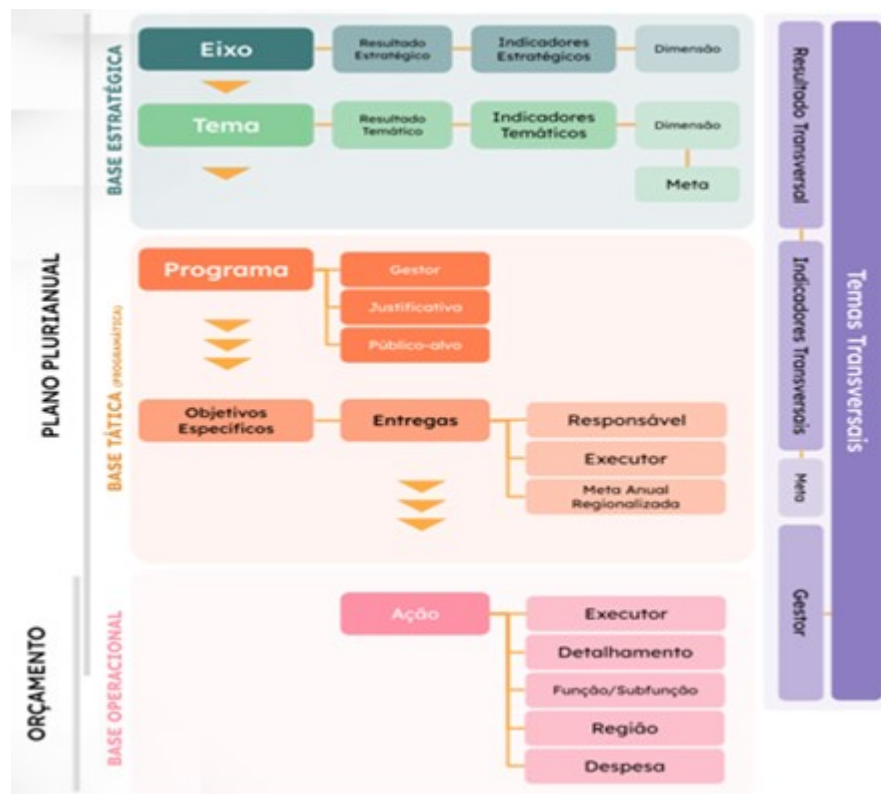 PLANO PLURIANUAL
ORÇAMENTO
BASE ESTRATÉGICA
Eixo
Resultado
Estratégico
Indicadores
Estratégicos
Dimensão
Tema
Resultado
Temático
Indicadores
Temáticos
Dimensão
Meta
BASE TÁTICA (PROGRAMÁTICA)
Programa
Gestor
Justificativa
Público-alvo
Objetivos
Específicos
Entregas
Responsável
Executor
Meta Anual
Regionalizada
BASE OPERACIONAL
Ação
Executor
Detalhamento
Função/Subfunção
Região
Despesa
Resultado Transversal
Indicadores Transversais
Meta
Gestor
Temas Transversais